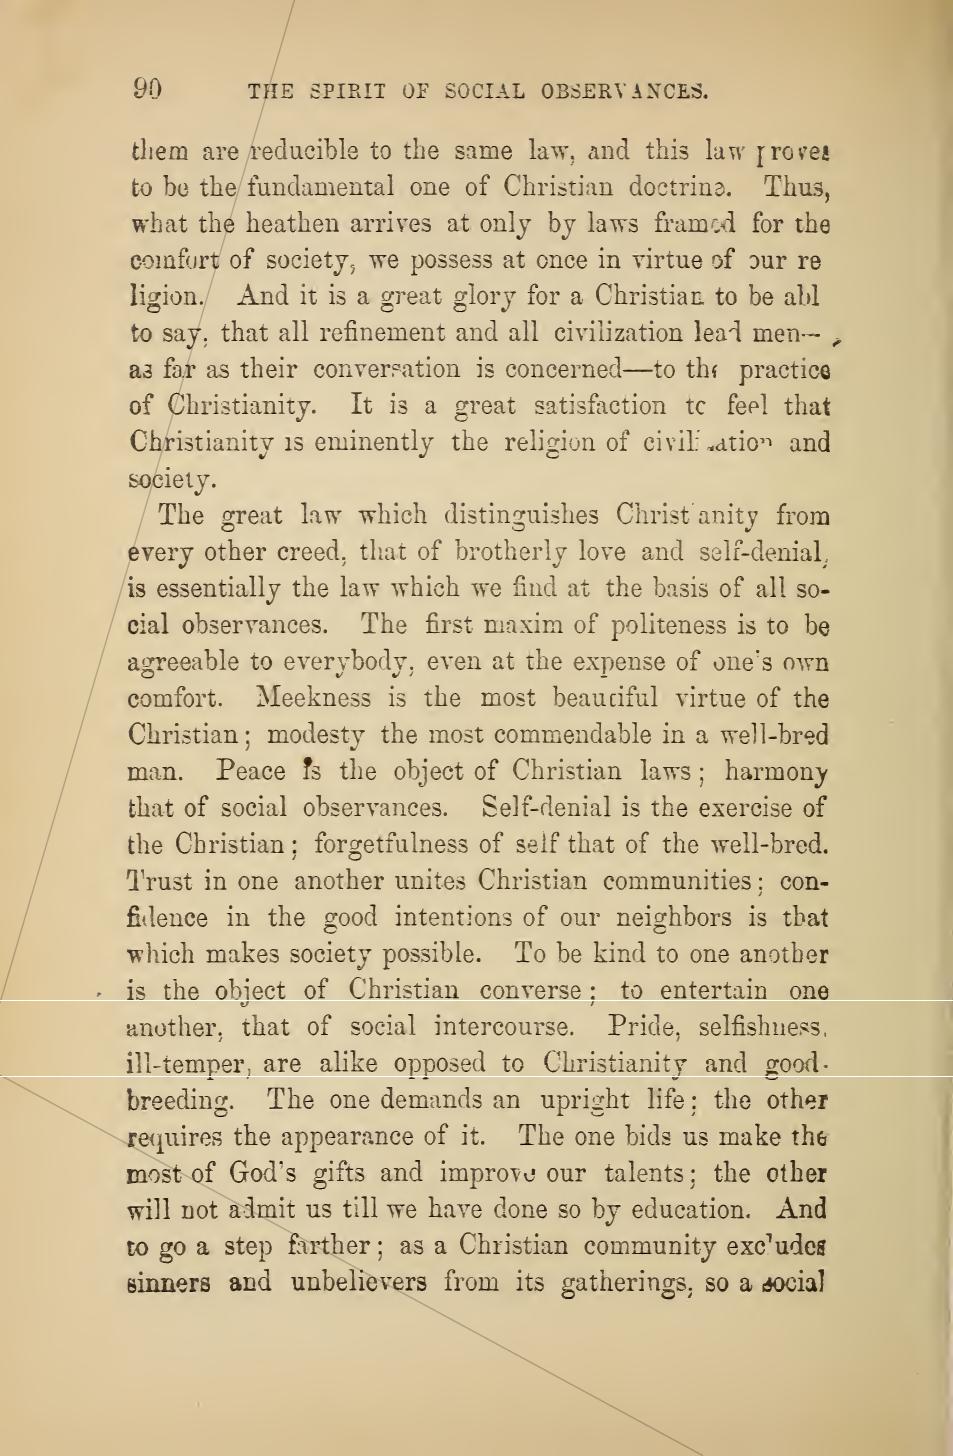 90 THE SPIRIT OF SOCIAL OBSERVANCES.
them are reducible to the same law, and this law proves
to be the fundamental one of Christian doctrine. Thus,
what the heathen arrives at only by laws framed for the
comfort of society, we possess at once in virtue of our re
ligion. And it is a great glory for a Christian to be abl
to say, that all refinement and all civilization lead men—
as far as their conversation is concerned—to the practice
of Christianity. It is a great satisfaction to feel that
Christianity is eminently the religion of civilization and
society.
The great law which distinguishes Christianity from
every other creed, that of brotherly love and self-denial,
is essentially the law which we find at the basis of all so-
cial observances. The first maxim of politeness is to be
agreeable to everybody, even at the expense of one's own
comfort. Meekness is the most beautiful virtue of the
Christian; modesty the most commendable in a well-bred
man. Peace is the object of Christian laws; harmony
that of social observances. Self-denial is the exercise of
the Christian; forgetfulness of self that of the well-bred.
Trust in one another unites Christian communities; con-
fidence in the good intentions of our neighbors is that
which makes society possible. To be kind to one another
is the object of Christian converse; to entertain one
another, that of social intercourse. Pride, selfishness,
ill-temper, are alike opposed to Christianity and good-
breeding. The one demands an upright life; the other
requires the appearance of it. The one bids us make the
most of God's gifts and improve our talents; the other
will not admit us till we have done so by education. And
to go a step farther; as a Christian community excludes
sinners and unbelievers from its gatherings, so a social